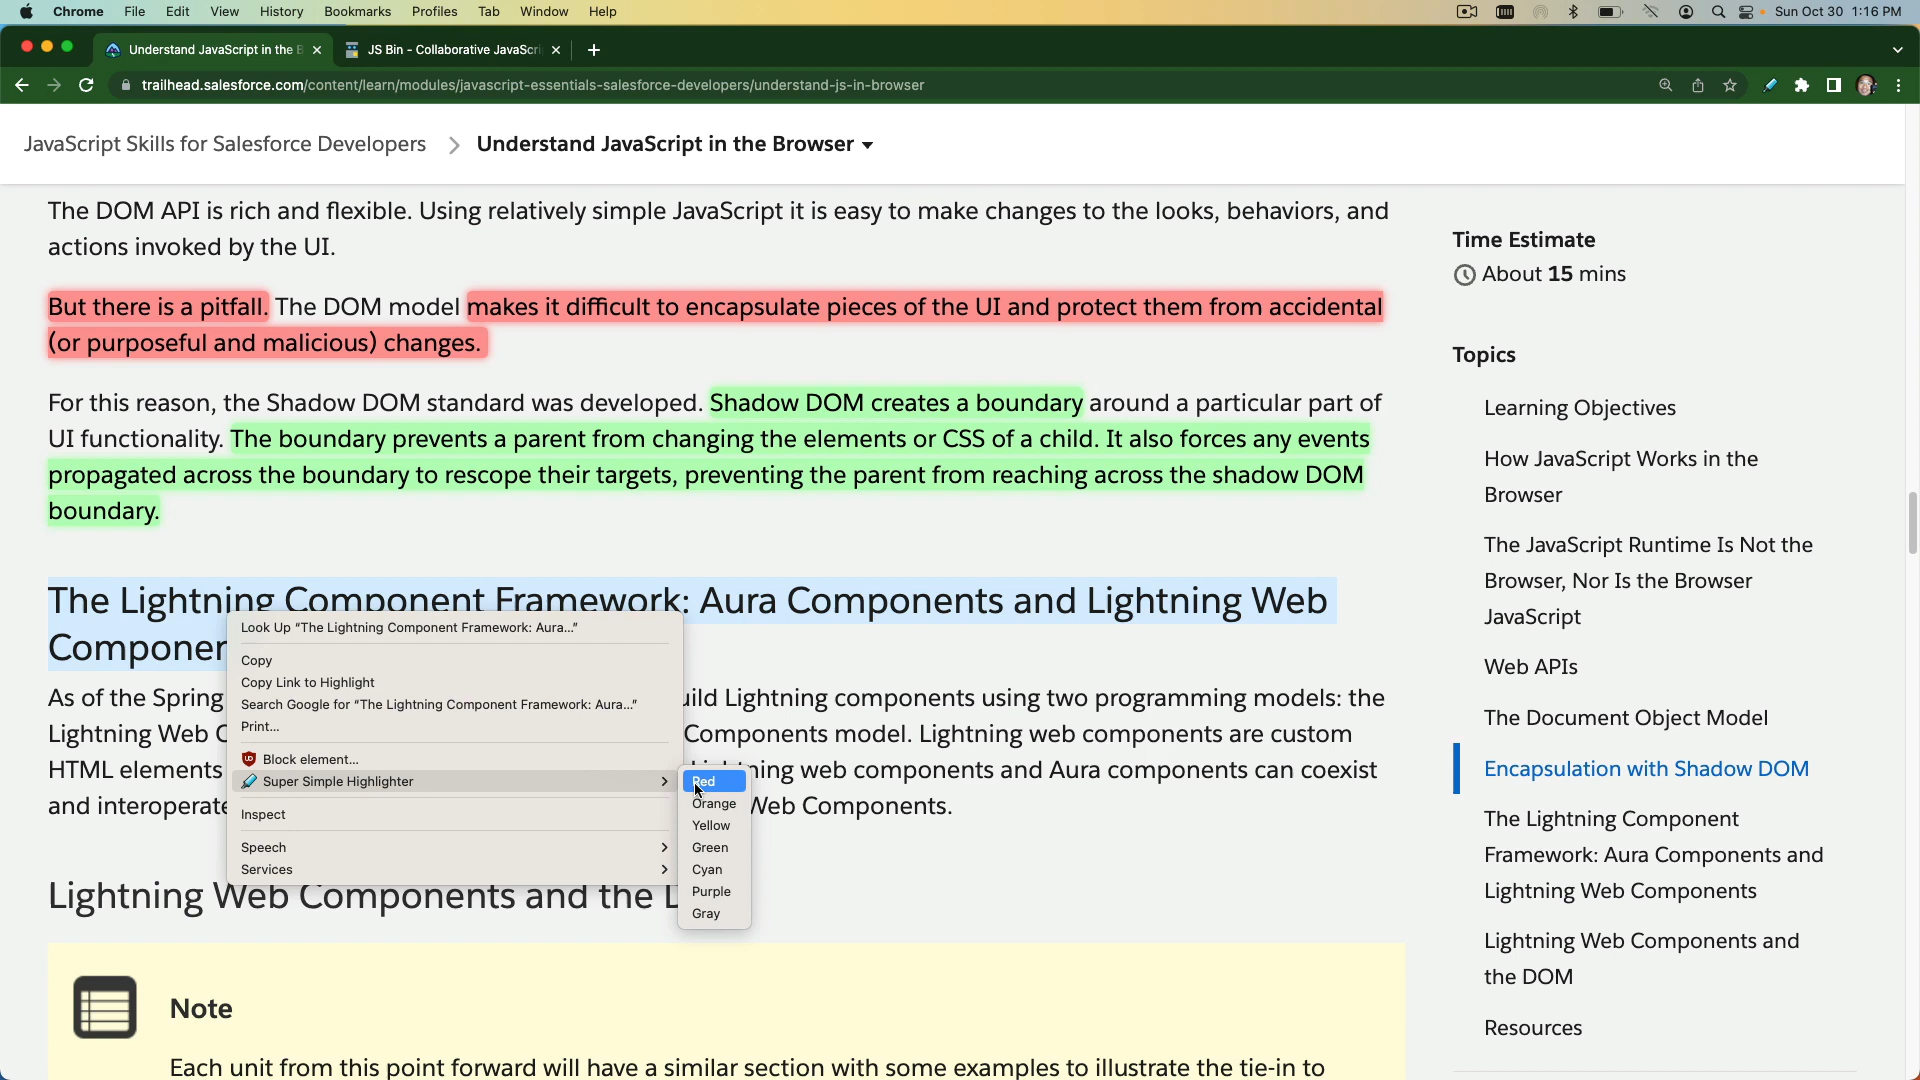 Chrome File Edit View History Bookmarks Profiles Tab Window Help Sun Oct 30 1:16 PM
Understand JavaScript in the B JS Bin - Collaborative JavaScri
trailhead.salesforce.com/content/learn/modules/javascript-essentials-salesforce-developers/understand-js-in-browser
JavaScript Skills for Salesforce Developers Understand JavaScript in the Browser
The DOM API is rich and flexible. Using relatively simple JavaScript it is easy to make changes to the looks, behaviors, and
actions invoked by the UI.
But there is a pitfall. The DOM model makes it difficult to encapsulate pieces of the UI and protect them from accidental
(or purposeful and malicious) changes.
For this reason, the Shadow DOM standard was developed. Shadow DOM creates a boundary around a particular part of
UI functionality. The boundary prevents a parent from changing the elements or CSS of a child. It also forces any events
propagated across the boundary to rescope their targets, preventing the parent from reaching across the shadow DOM
boundary.
The Lightning Component Framework: Aura Components and Lightning Web
Componen
As of the Spring uild Lightning components using two programming models: the
Lightning Web C Components model. Lightning web components are custom
HTML elements ning web components and Aura components can coexist
and interoperate Web Components.
Lightning Web Components and the D
Note
Each unit from this point forward will have a similar section with some examples to illustrate the tie-in to
Look Up "The Lightning Component Framework: Aura..."
Copy
Copy Link to Highlight
Search Google for "The Lightning Component Framework: Aura..."
Print...
Block element...
Super Simple Highlighter
Inspect
Speech
Services
Red
Orange
Yellow
Green
Cyan
Purple
Gray
Time Estimate
About 15 mins
Topics
Learning Objectives
How JavaScript Works in the
Browser
The JavaScript Runtime Is Not the
Browser, Nor Is the Browser
JavaScript
Web APIs
The Document Object Model
Encapsulation with Shadow DOM
The Lightning Component
Framework: Aura Components and
Lightning Web Components
Lightning Web Components and
the DOM
Resources